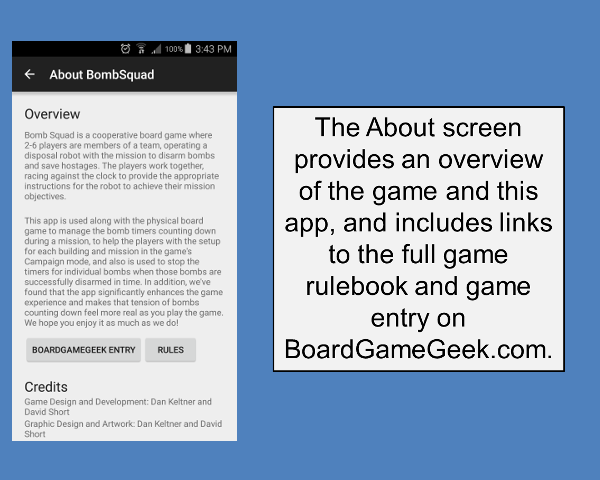 100% 3:43 PM
About BombSquad
Overview
Bomb Squad is a cooperative board game where
2-6 players are members of a team, operating a
disposal robot with the mission to disarm bombs
and save hostages. The players work together,
racing against the clock to provide the appropriate
instructions for the robot to achieve their mission
objectives.
This app is used along with the physical board
game to manage the bomb timers counting down
during a mission, to help the players with the setup
for each building and mission in the game's
Campaign mode, and also is used to stop the
timers for individual bombs when those bombs are
successfully disarmed in time. In addition, we've
found that the app significantly enhances the game
experience and makes that tension of bombs
counting down feel more real as you play the game.
We hope you enjoy it as much as we do!
BOARDGAMEGEEK ENTRY RULES
Credits
Game Design and Development: Dan Keltner and
David Short
Graphic Design and Artwork: Dan Keltner and David
Short
The About screen
provides an overview
of the game and this
app, and includes links
to the full game
rulebook and game
entry on
BoardGameGeek.com.